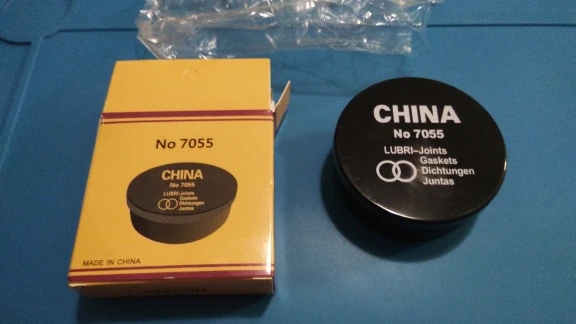 No 7055
CHINA
No 7055
LUBRI-Joints
Gaskets
Dichtungen
Juntas
MADE IN CHINA
CHINA
No 7055
LUBRI-Joints
Gaskets
Dichtungen
Juntas